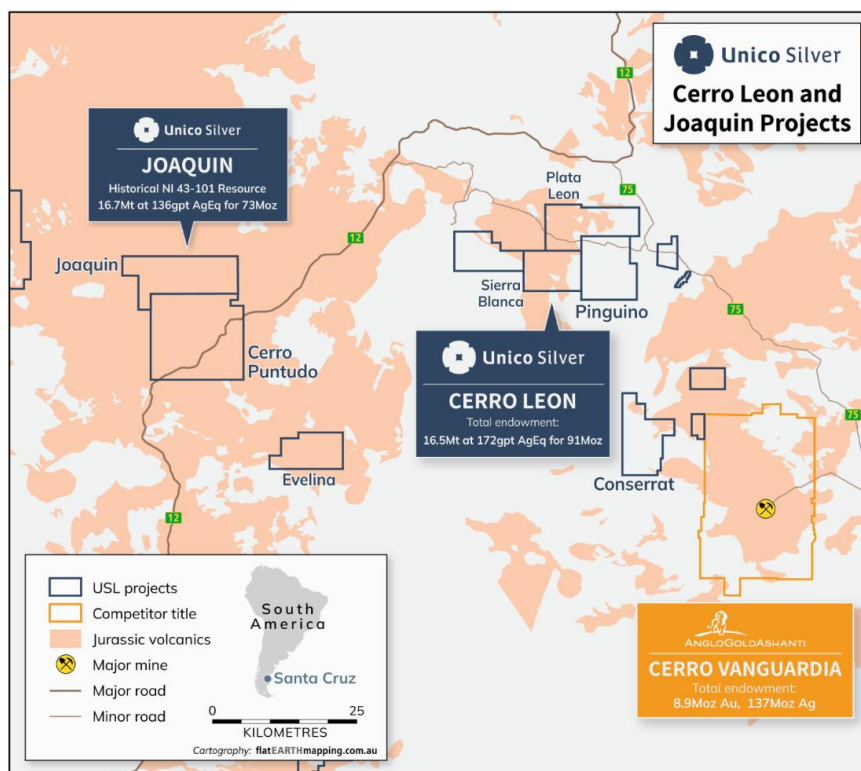 Unico Silver
Cerro Leon and
Joaquin Projects
12
Unico Silver
JOAQUIN
Historical NI 43-101 Resource
16.7Mt at 136gpt AgEq for 73Moz
Plata
Leon
75
12
Joaquin
Sierra
Blanca
Pinguino
75
Cerro
Puntudo
Unico Silver
CERRO LEON
Total endowment:
16.5Mt at 172gpt AgEq for 91Moz
75
Evelina
Conserrat
12
USL projects
Competitor title
Jurassic volcanics
Major mine
Major road
Minor road
South
America
Santa Cruz
0 25
KILOMETRES
Cartography: flatEARTHmapping.com.au
ANGLOGOLDASHANTI
CERRO VANGUARDIA
Total endowment:
8.9Moz Au, 137Moz Ag